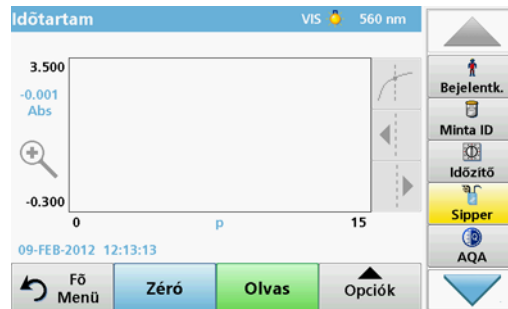 Időtartam VIS 560 nm
3.500
-0.001
Abs
-0.300
0 p 15
09-FEB-2012 12:13:13
Fő Menü
Zéró
Olvas
Opciók
Bejelentk.
Minta ID
Időzítő
Sipper
AQA